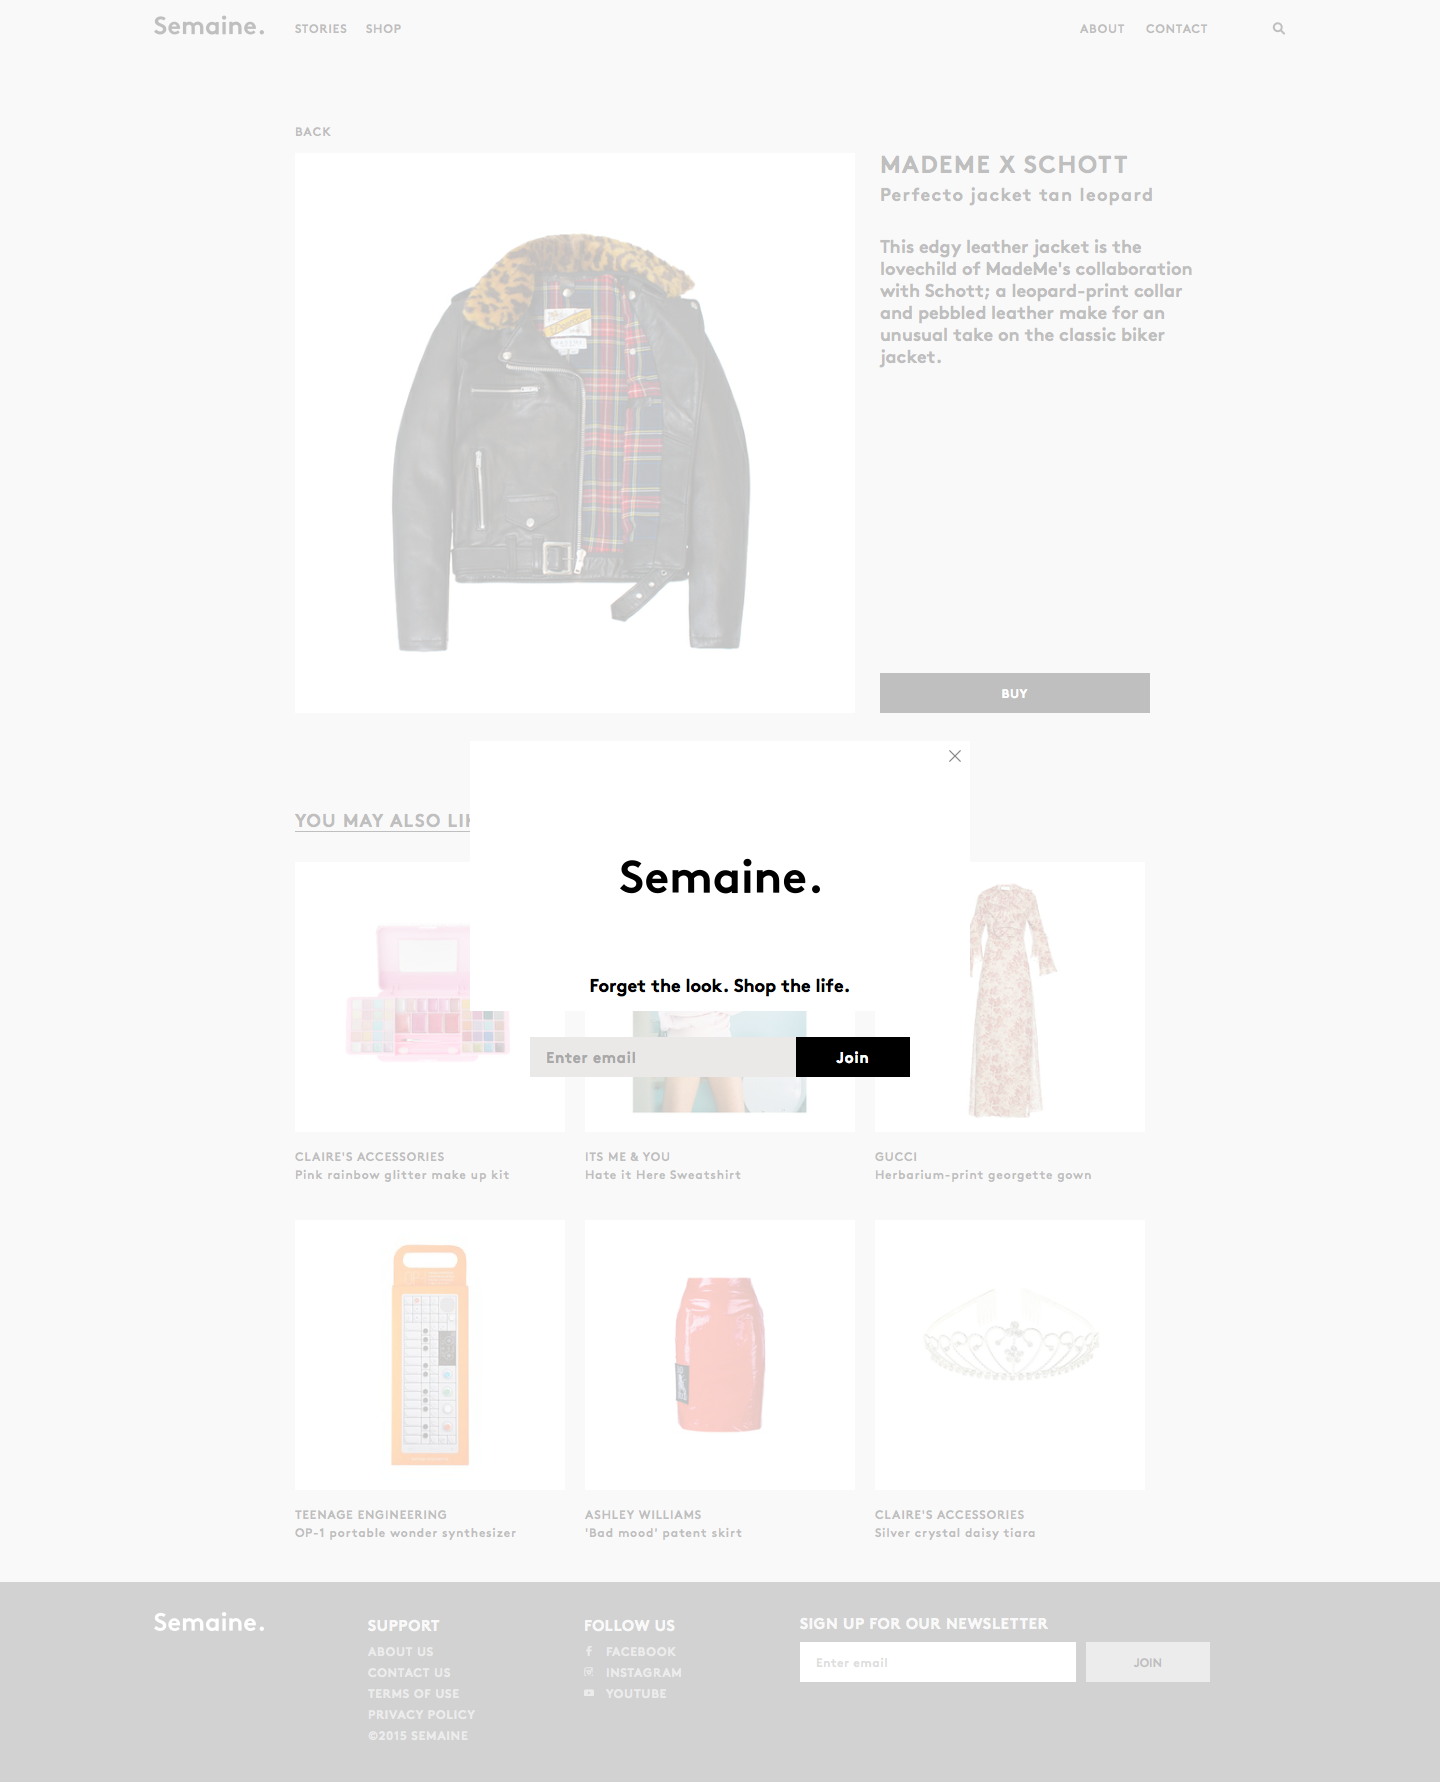 Semaine.
STORIES
SHOP
ABOUT
CONTACT
BACK
MADEME X SCHOTT
Perfecto jacket tan leopard
This edgy leather jacket is the
lovechild of MadeMe's collaboration
with Schott; a leopard-print collar
and pebbled leather make for an
unusual take on the classic biker
jacket.
BUY
YOU MAY ALSO
Semaine.
Forget the look. Shop the life.
Enter email
Join
CLAIRE'S ACCESSORIES
Pink rainbow glitter make up kit
ITS ME & YOU
Hate it Here Sweatshirt
GUCCI
Herbarium-print georgette gown
TEENAGE ENGINEERING
OP-1 portable wonder synthesizer
ASHLEY WILLIAMS
'Bad mood' patent skirt
CLAIRE'S ACCESSORIES
Silver crystal daisy tiara
Semaine.
SUPPORT
ABOUT US
CONTACT US
TERMS OF USE
PRIVACY POLICY
©2015 SEMAINE
FOLLOW US
FACEBOOK
INSTAGRAM
YOUTUBE
SIGN UP FOR OUR NEWSLETTER
Enter email
JOIN